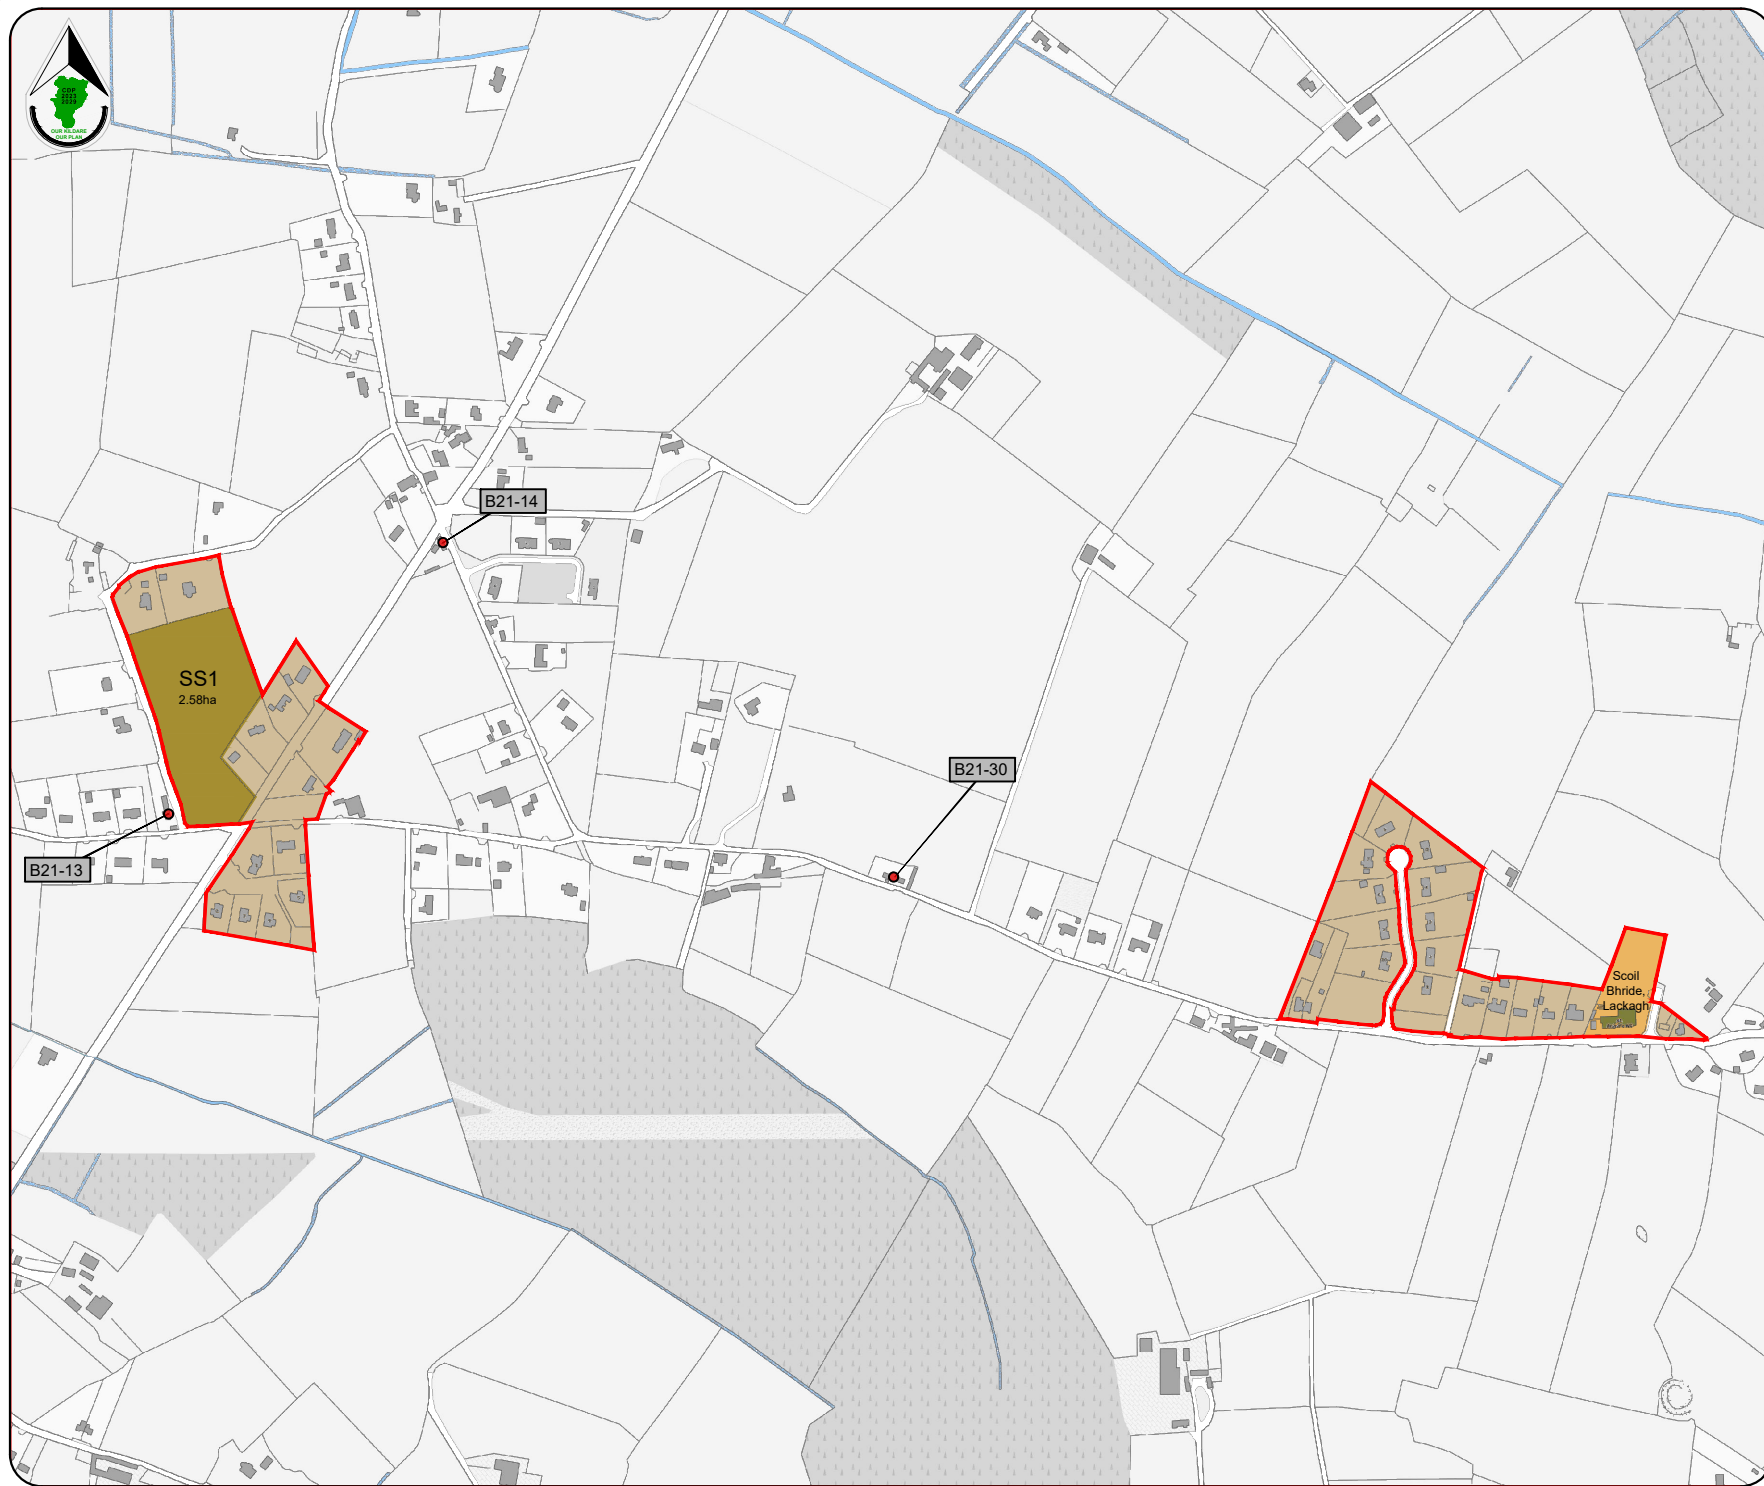 CDP
2023
2029
OUR KILDARE
OUR PLAN
B21-14
SS1
2.58ha
B21-30
B21-13
Scoil
Bhride,
Lackagh